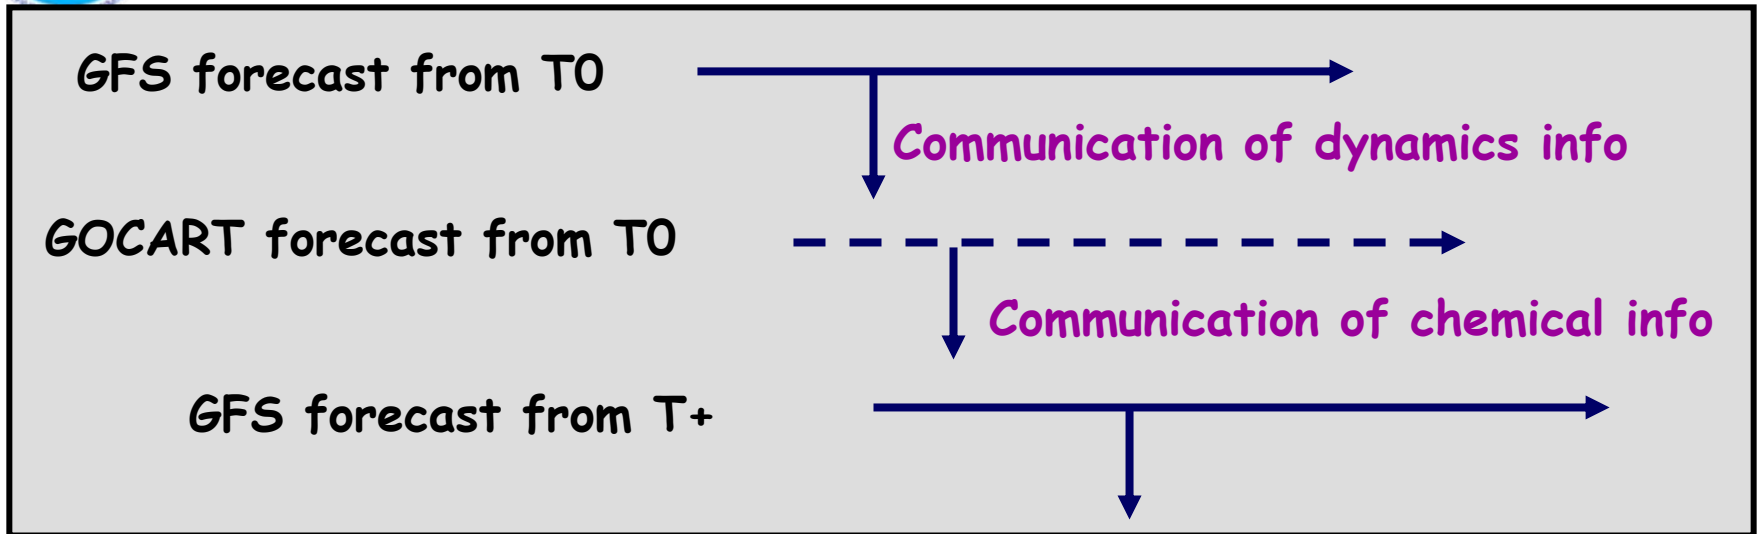 GFS forecast from T0
Communication of dynamics info
GOCART forecast from T0
Communication of chemical info
GFS forecast from T+